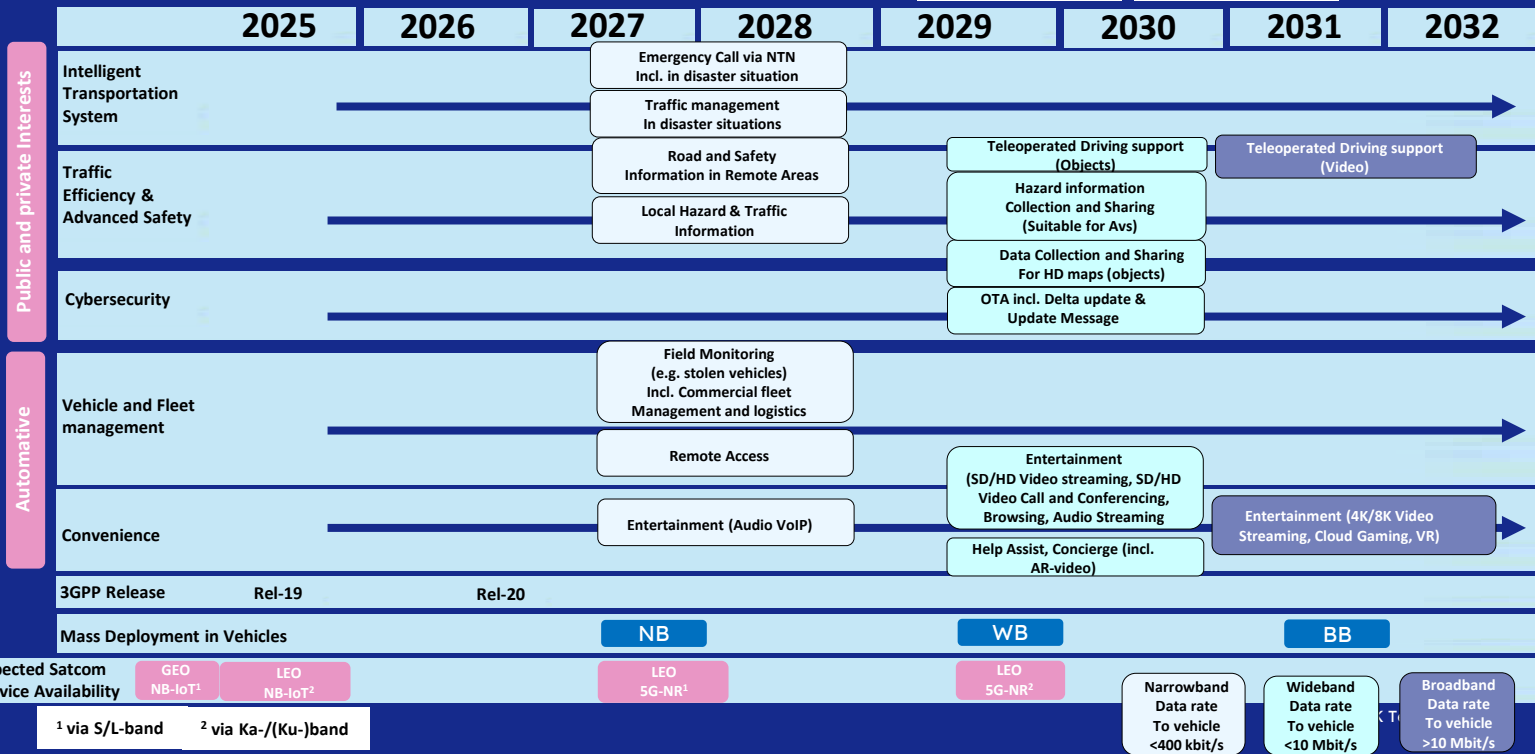 2025 2026 2027 2028 2029 2030 2031 2032
Public and private Interests
Intelligent
Transportation
System
Emergency Call via NTN
Incl. in disaster situation
Traffic management
In disaster situations
Traffic
Efficiency &
Advanced Safety
Road and Safety
Information in Remote Areas
Local Hazard & Traffic
Information
Teleoperated Driving support
(Objects)
Teleoperated Driving support
(Video)
Hazard information
Collection and Sharing
(Suitable for Avs)
Data Collection and Sharing
For HD maps (objects)
Cybersecurity
OTA incl. Delta update &
Update Message
Automative
Vehicle and Fleet
management
Field Monitoring
(e.g. stolen vehicles)
Incl. Commercial fleet
Management and logistics
Remote Access
Convenience
Entertainment (Audio VoIP)
Entertainment
(SD/HD Video streaming, SD/HD
Video Call and Conferencing,
Browsing, Audio Streaming
Help Assist, Concierge (incl.
AR-video)
Entertainment (4K/8K Video
Streaming, Cloud Gaming, VR)
3GPP Release Rel-19 Rel-20
Mass Deployment in Vehicles NB WB BB
pected Satcom
vice Availability
GEO
NB-IoT¹
LEO
NB-IoT²
LEO
5G-NR¹
LEO
5G-NR²
¹ via S/L-band
² via Ka-/(Ku-)band
Narrowband
Data rate
To vehicle
<400 kbit/s
Wideband
Data rate
To vehicle
<10 Mbit/s
Broadband
Data rate
To vehicle
>10 Mbit/s